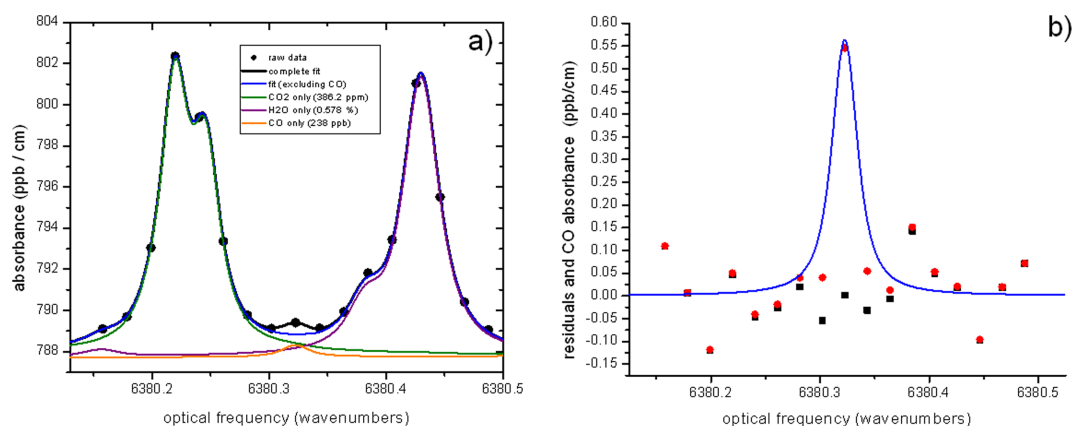 a)
804
802
800
798
796
794
792
790
788
absorbance (ppb / cm)
raw data
complete fit
fit (excluding CO)
CO2 only (386.2 ppm)
H2O only (0.578 %)
CO only (238 ppb)
6380.2 6380.3 6380.4 6380.5
optical frequency (wavenumbers)
b)
0.60
0.55
0.50
0.45
0.40
0.35
0.30
0.25
0.20
0.15
0.10
0.05
0.00
-0.05
-0.10
-0.15
residuals and CO absorbance (ppb/cm)
6380.2 6380.3 6380.4 6380.5
optical frequency (wavenumbers)